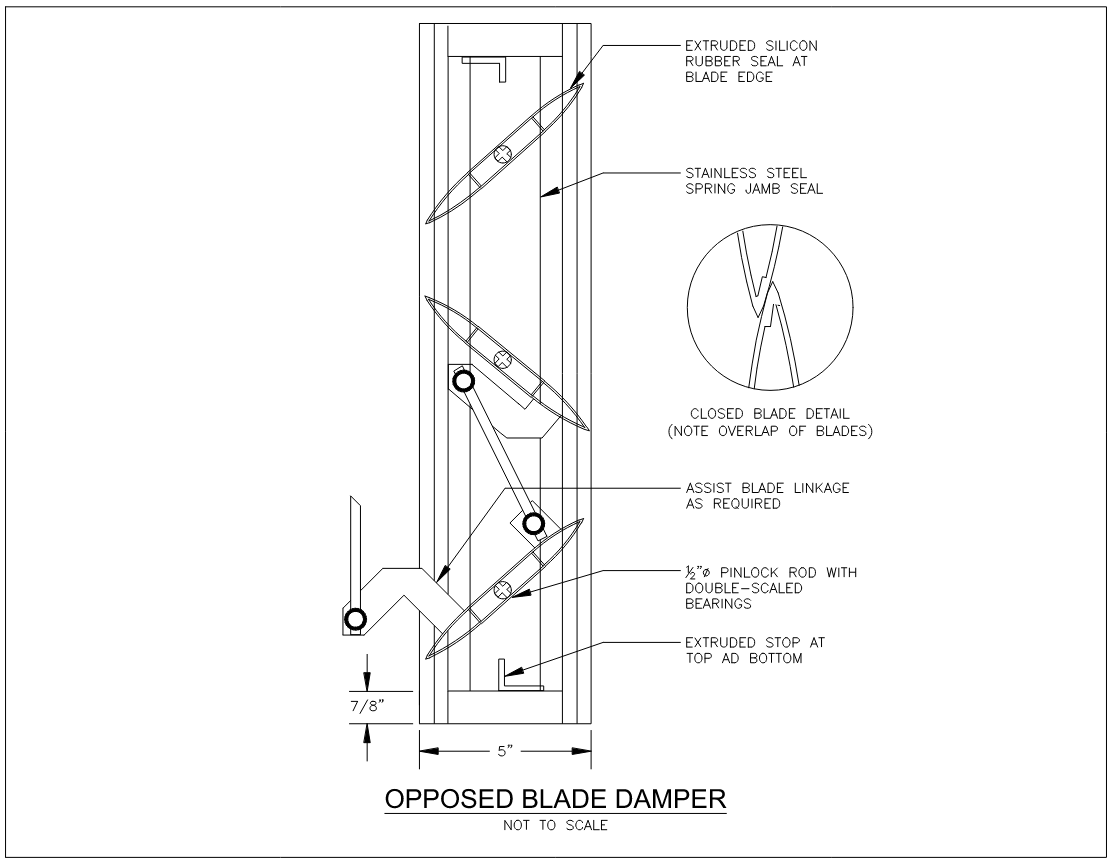 EXTRUDED SILICON
RUBBER SEAL AT
BLADE EDGE
STAINLESS STEEL
SPRING JAMB SEAL
CLOSED BLADE DETAIL
(NOTE OVERLAP OF BLADES)
ASSIST BLADE LINKAGE
AS REQUIRED
½"ø PINLOCK ROD WITH
DOUBLE-SCALED
BEARINGS
EXTRUDED STOP AT
TOP AD BOTTOM
7/8"
5"
OPPOSED BLADE DAMPER
NOT TO SCALE